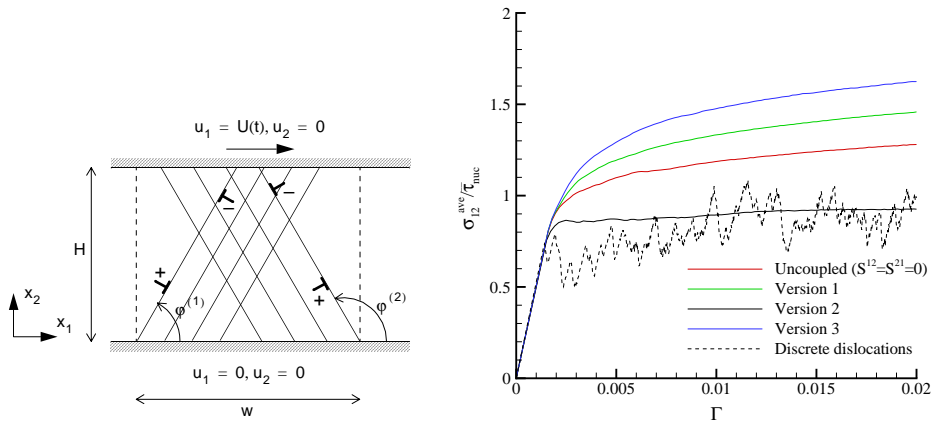 u₁ = U(t), u₂ = 0
H
+
−
−
+
φ⁽¹⁾
φ⁽²⁾
x₂
x₁
u₁ = 0, u₂ = 0
w
σ₁₂ᵃᵛᵉ/τ̄ₙᵤc
2
1.5
1
0.5
0
0
0.005
0.01
0.015
0.02
Γ
Uncoupled (S¹²=S²¹=0)
Version 1
Version 2
Version 3
Discrete dislocations